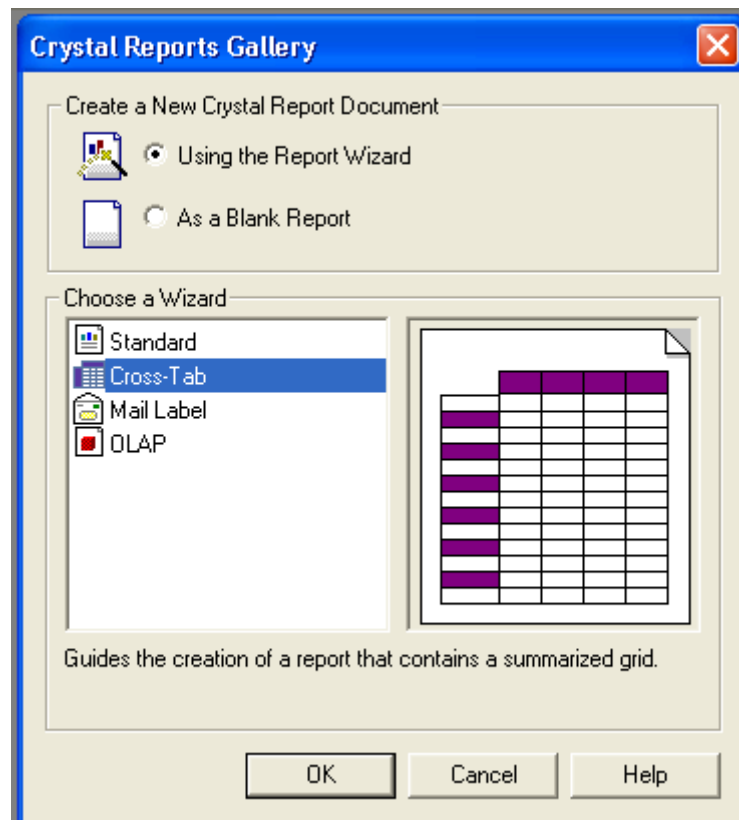 Crystal Reports Gallery
Create a New Crystal Report Document
Using the Report Wizard
As a Blank Report
Choose a Wizard
Standard
Cross-Tab
Mail Label
OLAP
Guides the creation of a report that contains a summarized grid.
OK Cancel Help